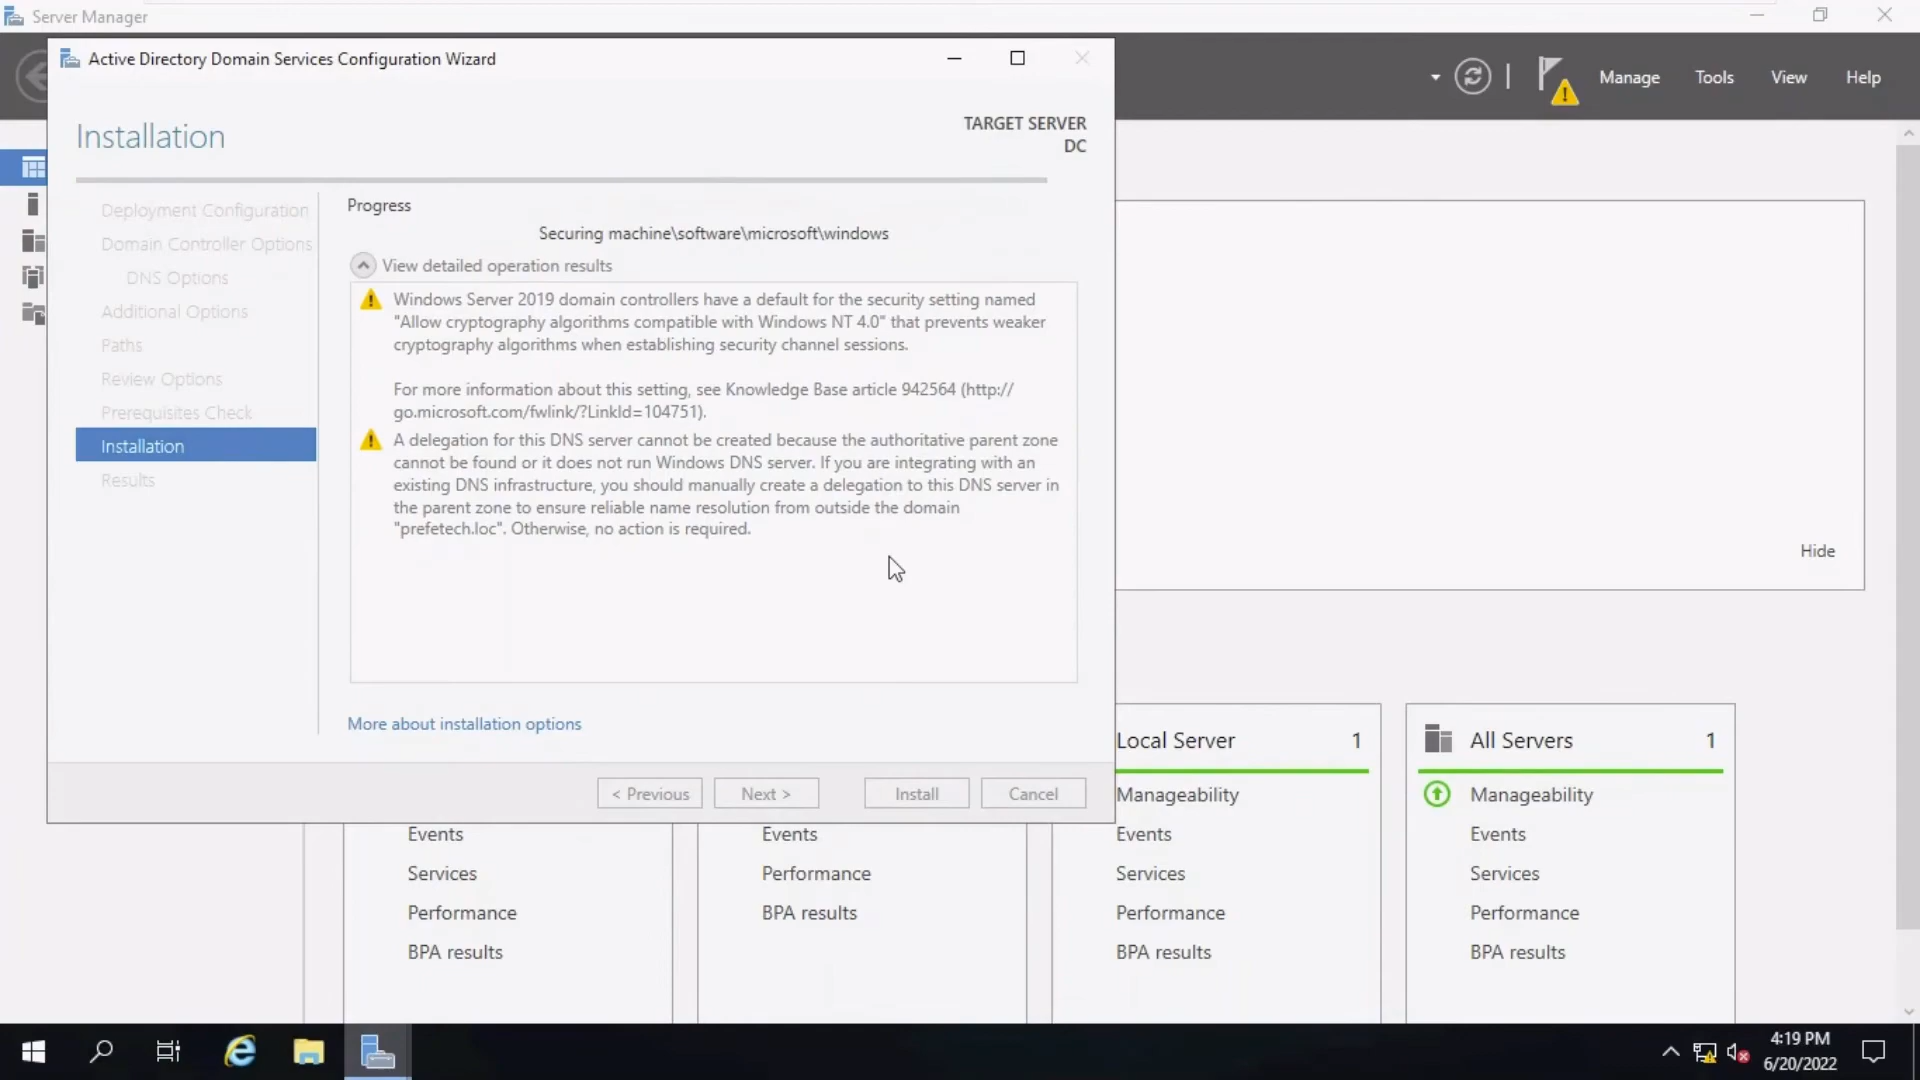 Server Manager
Manage
Tools
View
Help
Active Directory Domain Services Configuration Wizard
Installation
TARGET SERVER
DC
Deployment Configuration
Domain Controller Options
DNS Options
Additional Options
Paths
Review Options
Prerequisites Check
Installation
Results
Progress
Securing machine\software\microsoft\windows
View detailed operation results
Windows Server 2019 domain controllers have a default for the security setting named
"Allow cryptography algorithms compatible with Windows NT 4.0" that prevents weaker
cryptography algorithms when establishing security channel sessions.
For more information about this setting, see Knowledge Base article 942564 (http://
go.microsoft.com/fwlink/?LinkId=104751).
A delegation for this DNS server cannot be created because the authoritative parent zone
cannot be found or it does not run Windows DNS server. If you are integrating with an
existing DNS infrastructure, you should manually create a delegation to this DNS server in
the parent zone to ensure reliable name resolution from outside the domain
"prefetech.loc". Otherwise, no action is required.
More about installation options
< Previous
Next >
Install
Cancel
Hide
Events
Services
Performance
BPA results
Events
Performance
BPA results
Local Server 1
Manageability
Events
Services
Performance
BPA results
All Servers 1
Manageability
Events
Services
Performance
BPA results
4:19 PM
6/20/2022